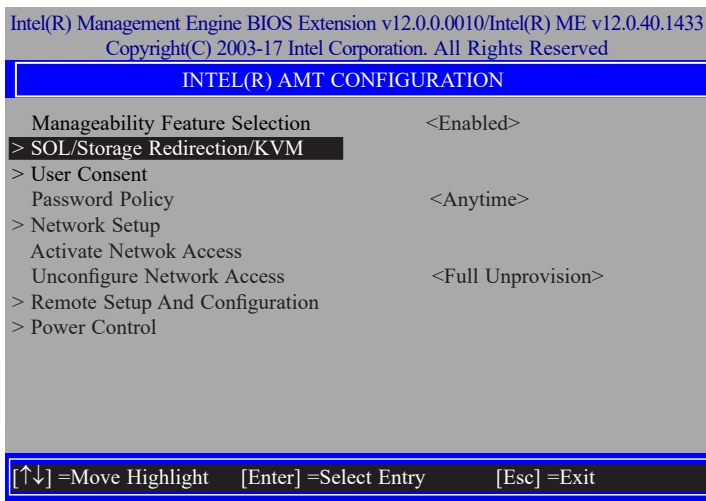 Intel(R) Management Engine BIOS Extension v12.0.0.0010/Intel(R) ME v12.0.40.1433
Copyright(C) 2003-17 Intel Corporation. All Rights Reserved
INTEL(R) AMT CONFIGURATION
Manageability Feature Selection <Enabled>
> SOL/Storage Redirection/KVM
> User Consent
Password Policy <Anytime>
> Network Setup
Activate Netwok Access
Unconfigure Network Access <Full Unprovision>
> Remote Setup And Configuration
> Power Control
[↑↓] =Move Highlight [Enter] =Select Entry [Esc] =Exit